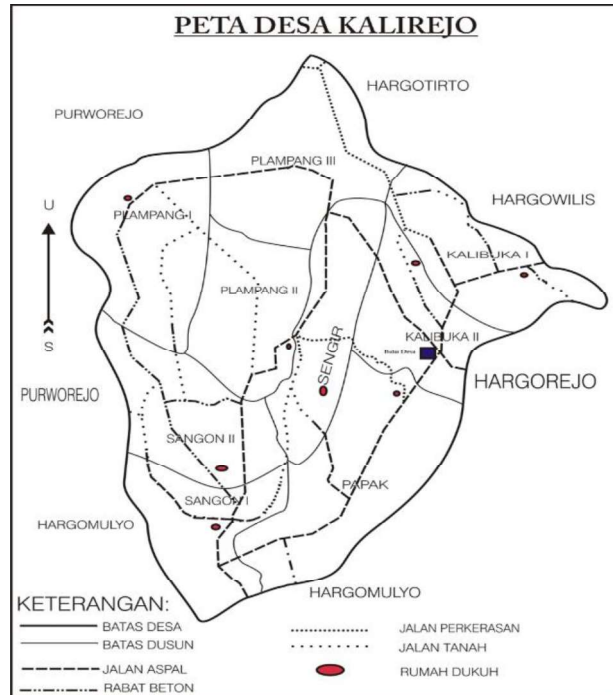 PETA DESA KALIREJO
HARGOTIRTO
PURWOREJO
PLAMPANG III
HARGOWILIS
U
PLAMPANG I
KALIBUKA I
PLAMPANG II
S
SENGIR
KALIBUKA II
Balai Desa
HARGOREJO
PURWOREJO
SANGON II
PAPAK
SANGON I
HARGOMULYO
HARGOMULYO
KETERANGAN:
BATAS DESA
BATAS DUSUN
JALAN ASPAL
RABAT BETON
JALAN PERKERASAN
JALAN TANAH
RUMAH DUKUH